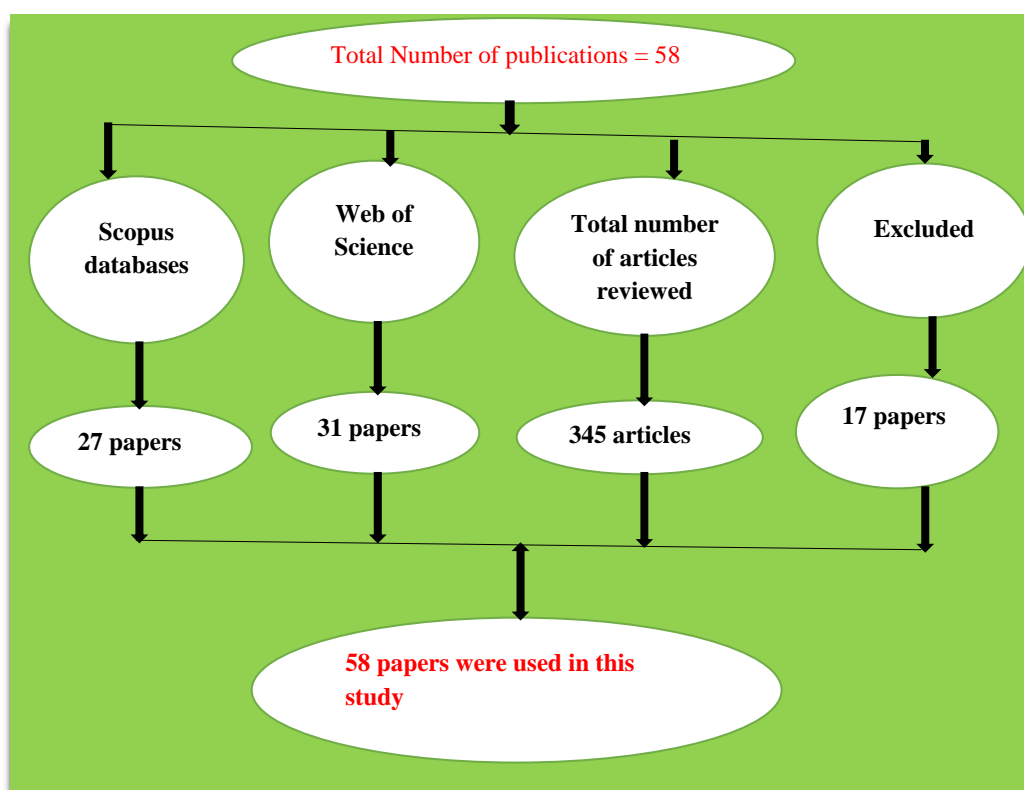 Total Number of publications = 58
Scopus
databases
Web of
Science
Total number
of articles
reviewed
Excluded
27 papers
31 papers
345 articles
17 papers
58 papers were used in this
study